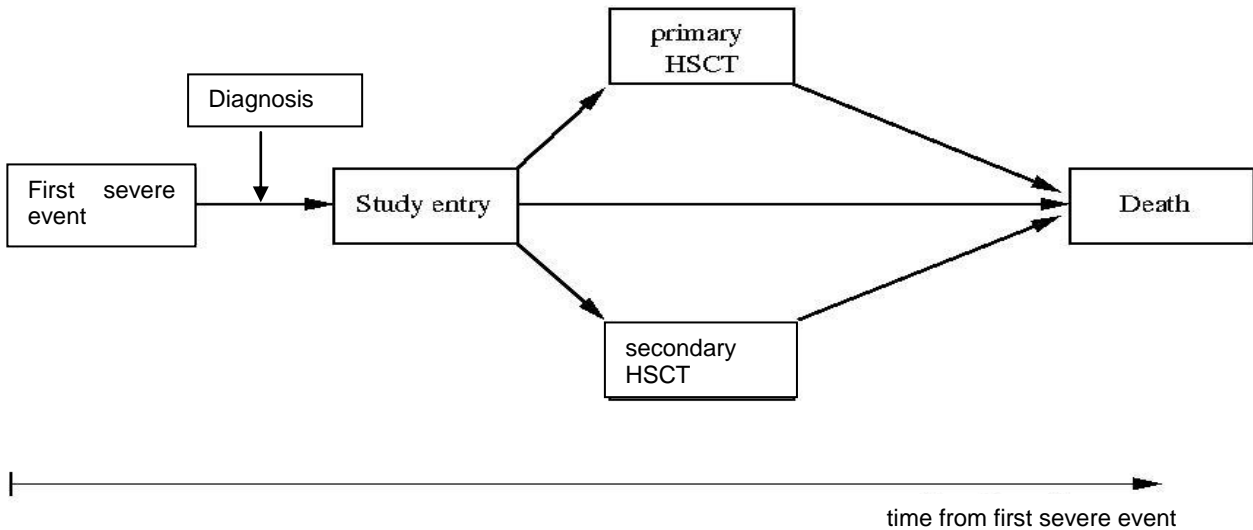 primary
HSCT
Diagnosis
First severe
event
Study entry
Death
secondary
HSCT
time from first severe event